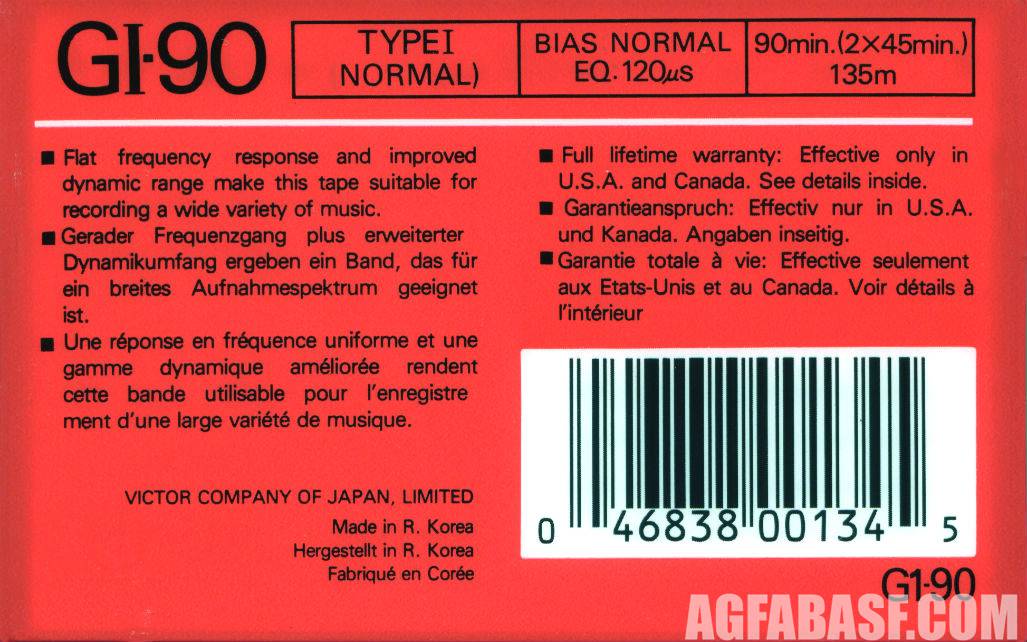 GI-90
TYPE I
NORMAL)
BIAS NORMAL
EQ. 120μs
90min.(2×45min.)
135m
■ Flat frequency response and improved
dynamic range make this tape suitable for
recording a wide variety of music.
■ Gerader Frequenzgang plus erweiterter
Dynamikumfang ergeben ein Band, das für
ein breites Aufnahmespektrum geeignet
ist.
■ Une réponse en fréquence uniforme et une
gamme dynamique améliorée rendent
cette bande utilisable pour l'enregistre
ment d'une large variété de musique.
VICTOR COMPANY OF JAPAN, LIMITED
Made in R. Korea
Hergestellt in R. Korea
Fabriqué en Corée
■ Full lifetime warranty: Effective only in
U.S.A. and Canada. See details inside.
■ Garantieanspruch: Effectiv nur in U.S.A.
und Kanada. Angaben inseitig.
■ Garantie totale à vie: Effective seulement
aux Etats-Unis et au Canada. Voir détails à
l'intérieur
0 46838 00134 5
G1-90
AGFABASF.COM